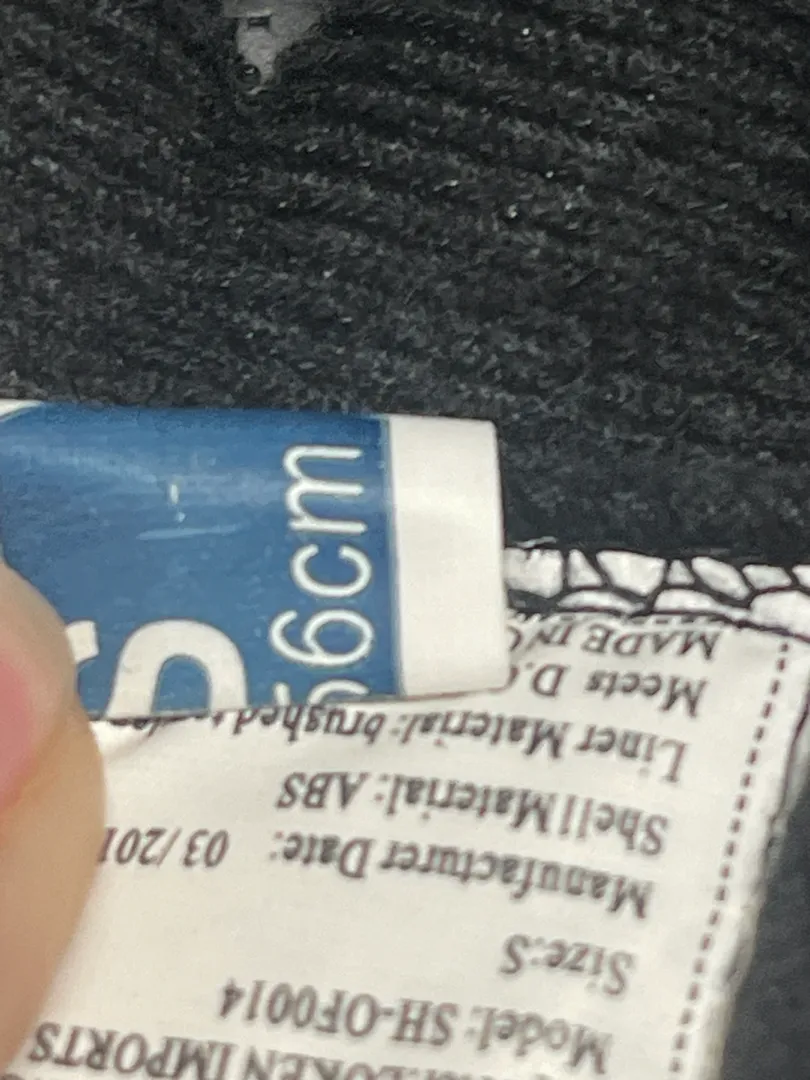 S
6cm
IMPORTS
Model: SH-OF0014
Size:S
Manufacturer Date: 03/201
Shell Material: ABS
Liner Material: brushed
Meets D.
MADE IN